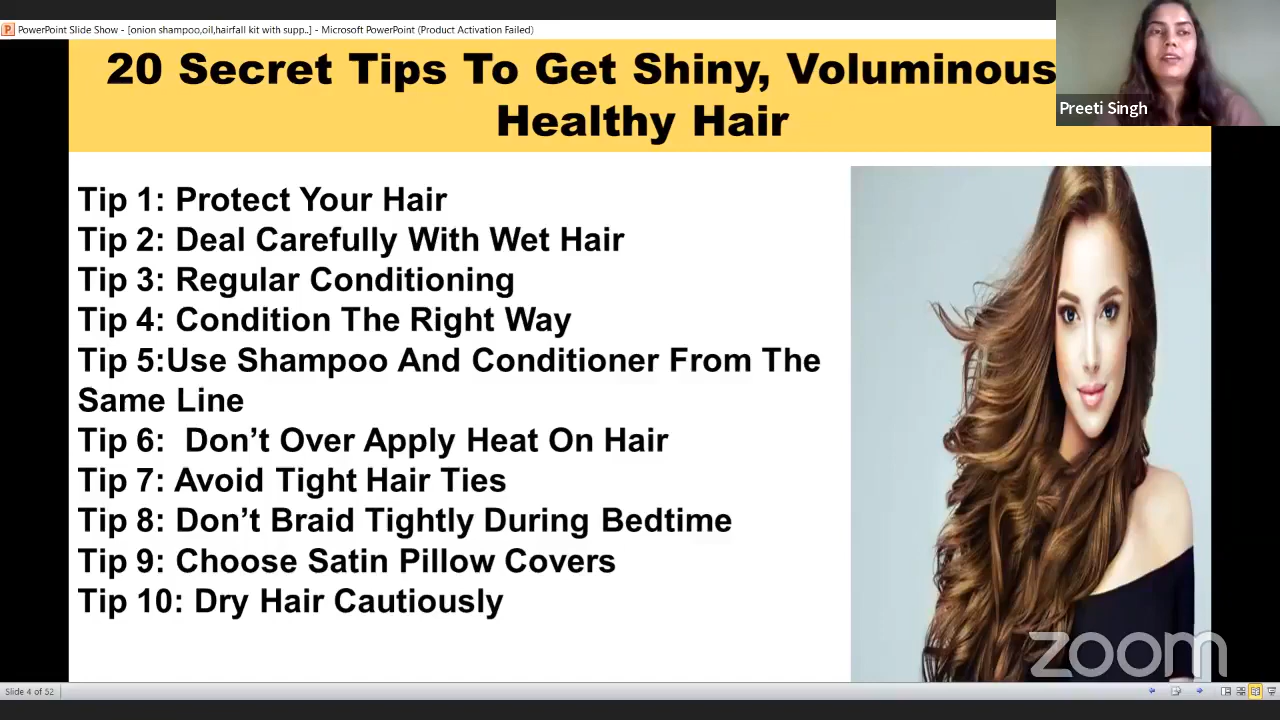 PowerPoint Slide Show - [onion shampoo,oil,hairfall kit with supp..] - Microsoft PowerPoint (Product Activation Failed)
20 Secret Tips To Get Shiny, Voluminous
Healthy Hair
Preeti Singh
Tip 1: Protect Your Hair
Tip 2: Deal Carefully With Wet Hair
Tip 3: Regular Conditioning
Tip 4: Condition The Right Way
Tip 5:Use Shampoo And Conditioner From The
Same Line
Tip 6:  Don’t Over Apply Heat On Hair
Tip 7: Avoid Tight Hair Ties
Tip 8: Don’t Braid Tightly During Bedtime
Tip 9: Choose Satin Pillow Covers
Tip 10: Dry Hair Cautiously
zoom
Slide 4 of 52